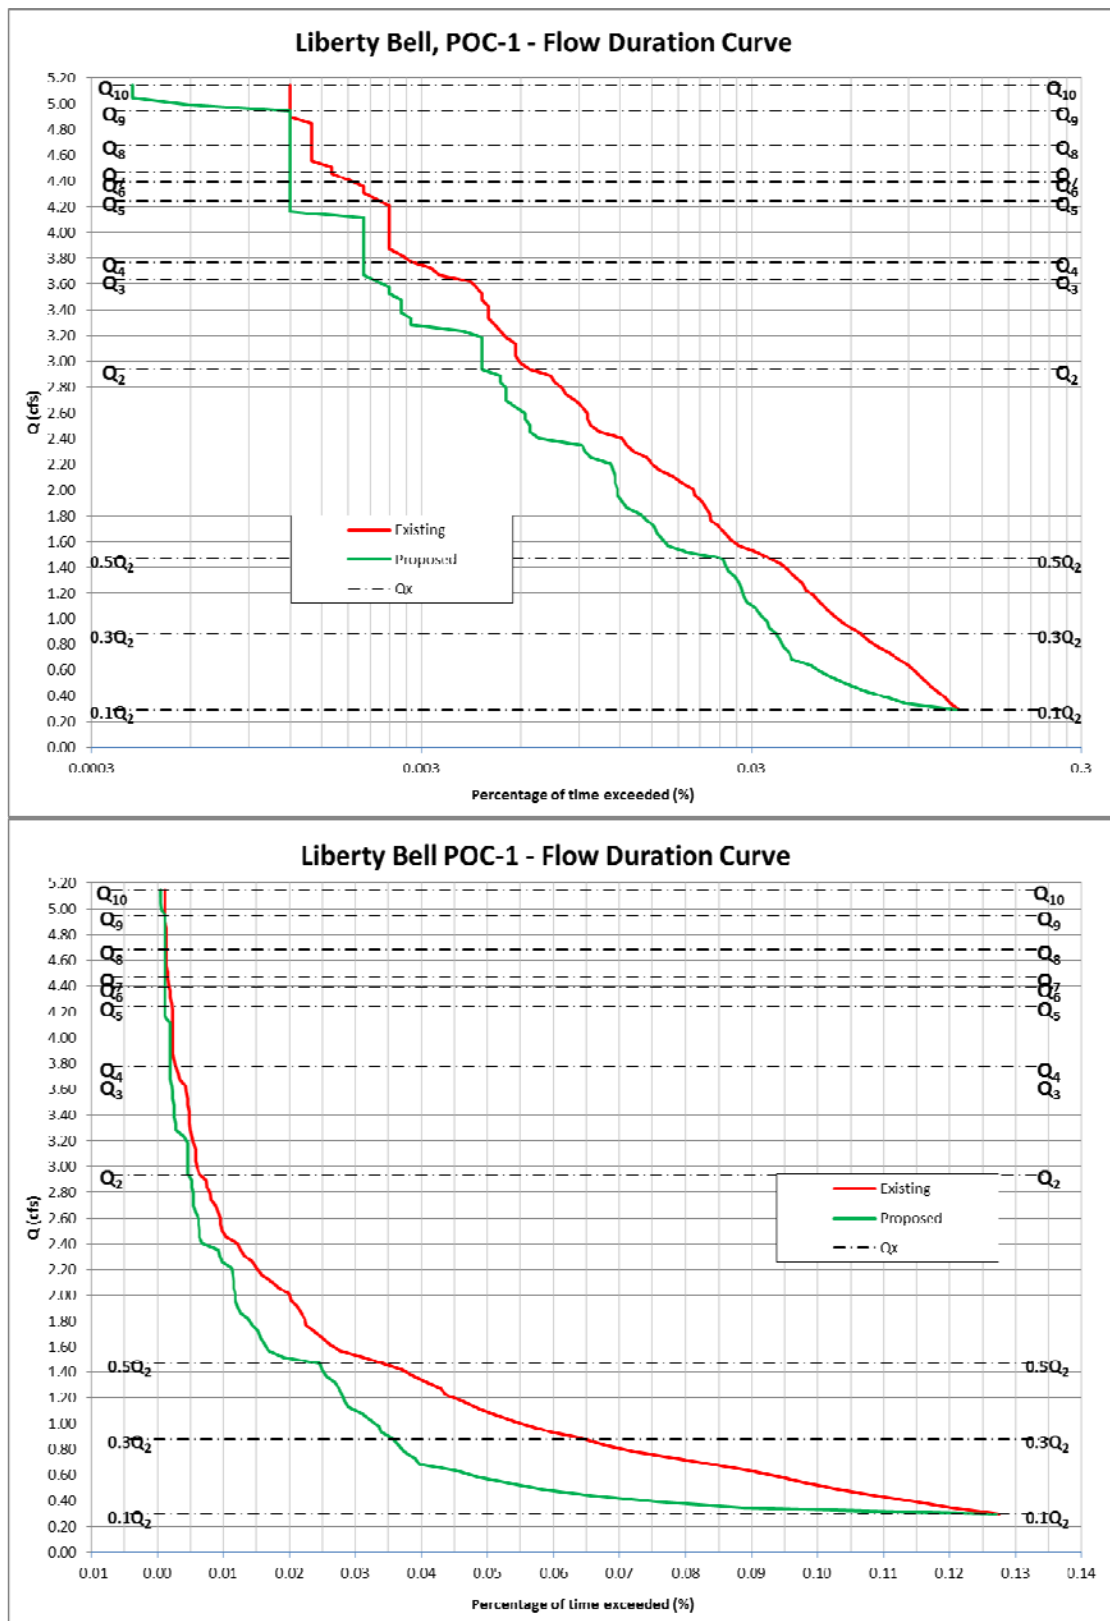 Liberty Bell, POC-1 - Flow Duration Curve
5.20
5.00
4.80
4.60
4.40
4.20
4.00
3.80
3.60
3.40
3.20
3.00
2.80
2.60
2.40
2.20
2.00
1.80
1.60
1.40
1.20
1.00
0.80
0.60
0.40
0.20
0.00
Q (cfs)
Q10 Q10
Q9 Q9
Q8 Q8
Q7 Q7
Q6 Q6
Q5 Q5
Q4 Q4
Q3 Q3
Q2 Q2
0.5Q2 0.5Q2
0.3Q2 0.3Q2
0.1Q2 0.1Q2
Existing
Proposed
Qx
0.0003 0.003 0.03 0.3
Percentage of time exceeded (%)
Liberty Bell POC-1 - Flow Duration Curve
5.20
5.00
4.80
4.60
4.40
4.20
4.00
3.80
3.60
3.40
3.20
3.00
2.80
2.60
2.40
2.20
2.00
1.80
1.60
1.40
1.20
1.00
0.80
0.60
0.40
0.20
0.00
Q (cfs)
Q10 Q10
Q9 Q9
Q8 Q8
Q7 Q7
Q6 Q6
Q5 Q5
Q4 Q4
Q3 Q3
Q2 Q2
0.5Q2 0.5Q2
0.3Q2 0.3Q2
0.1Q2 0.1Q2
Existing
Proposed
Qx
0.01 0.00 0.01 0.02 0.03 0.04 0.05 0.06 0.07 0.08 0.09 0.10 0.11 0.12 0.13 0.14
Percentage of time exceeded (%)